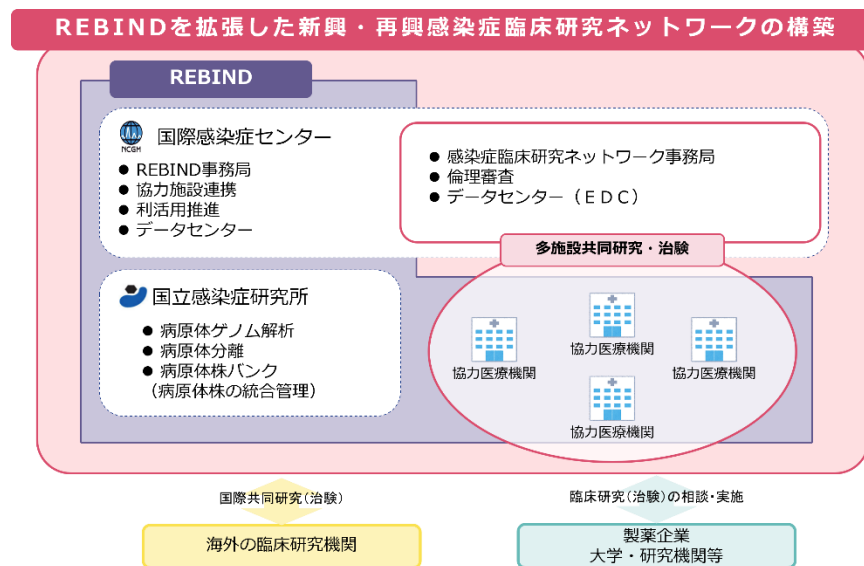 REBINDを拡張した新興・再興感染症臨床研究ネットワークの構築
REBIND
NCGM
国際感染症センター
● REBIND事務局
● 協力施設連携
● 利活用推進
● データセンター
● 感染症臨床研究ネットワーク事務局
● 倫理審査
● データセンター（ＥＤＣ）
多施設共同研究・治験
国立感染症研究所
● 病原体ゲノム解析
● 病原体分離
● 病原体株バンク
（病原体株の統合管理）
協力医療機関
協力医療機関
協力医療機関
協力医療機関
国際共同研究(治験)
臨床研究(治験)の相談・実施
海外の臨床研究機関
製薬企業
大学・研究機関等